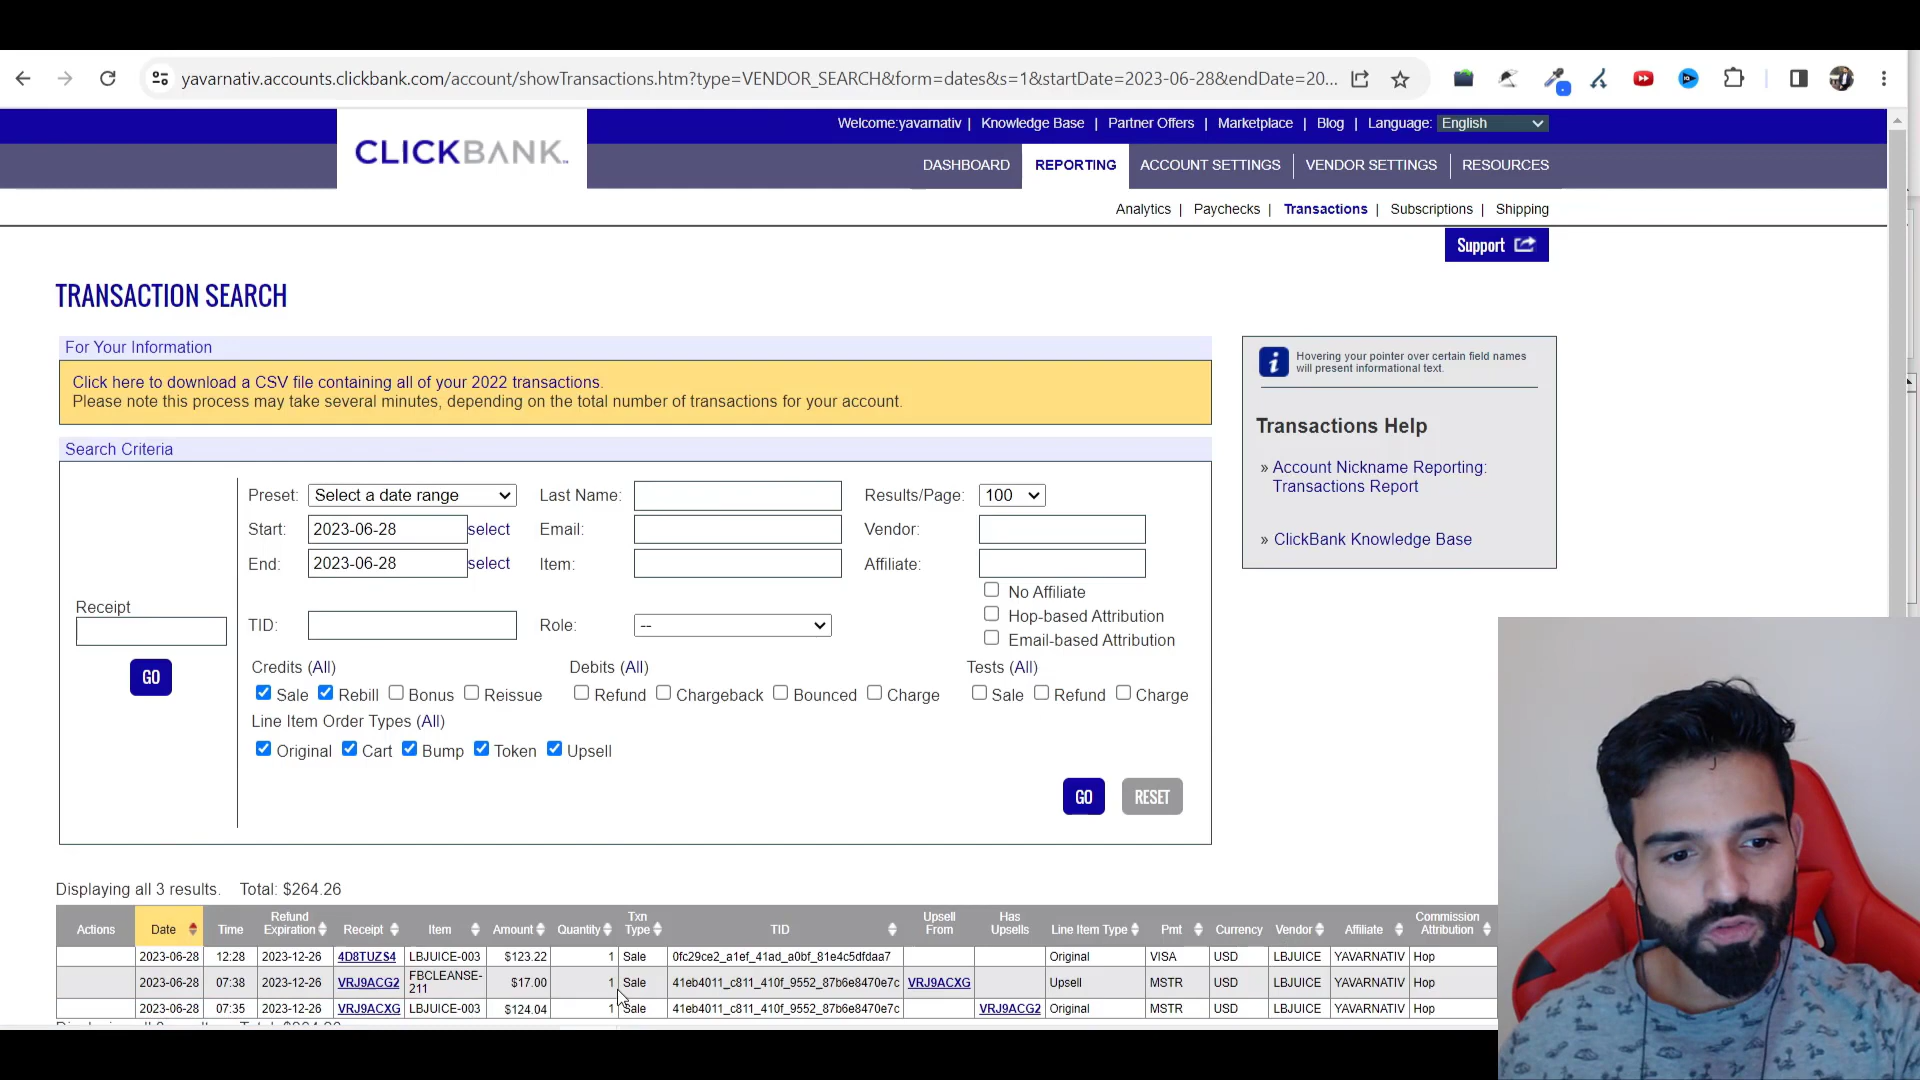 yavarnativ.accounts.clickbank.com/account/showTransactions.htm?type=VENDOR_SEARCH&form=dates&s=1&startDate=2023-06-28&endDate=20...
Welcome:yavarnativ | Knowledge Base | Partner Offers | Marketplace | Blog | Language: English
CLICKBANK
DASHBOARD REPORTING ACCOUNT SETTINGS VENDOR SETTINGS RESOURCES
Analytics | Paychecks | Transactions | Subscriptions | Shipping
Support
TRANSACTION SEARCH
For Your Information
Click here to download a CSV file containing all of your 2022 transactions.
Please note this process may take several minutes, depending on the total number of transactions for your account.
Hovering your pointer over certain field names
will present informational text.
Transactions Help
» Account Nickname Reporting:
Transactions Report
» ClickBank Knowledge Base
Search Criteria
Preset: Select a date range Last Name: Results/Page: 100
Start: 2023-06-28 select Email: Vendor:
End: 2023-06-28 select Item: Affiliate:
No Affiliate
Hop-based Attribution
Email-based Attribution
Receipt
GO
TID: Role: --
Credits (All) Debits (All) Tests (All)
Sale Rebill Bonus Reissue Refund Chargeback Bounced Charge Sale Refund Charge
Line Item Order Types (All)
Original Cart Bump Token Upsell
GO RESET
Displaying all 3 results. Total: $264.26
Actions Date Time Refund Expiration Receipt Item Amount Quantity Txn Type TID Upsell From Has Upsells Line Item Type Pmt Currency Vendor Affiliate Commission Attribution
2023-06-28 12:28 2023-12-26 4D8TUZS4 LBJUICE-003 $123.22 1 Sale 0fc29ce2_a1ef_41ad_a0bf_81e4c5dfdaa7 Original VISA USD LBJUICE YAVARNATIV Hop
2023-06-28 07:38 2023-12-26 VRJ9ACG2 FBCLEANSE-211 $17.00 1 Sale 41eb4011_c811_410f_9552_87b6e8470e7c VRJ9ACXG Upsell MSTR USD LBJUICE YAVARNATIV Hop
2023-06-28 07:35 2023-12-26 VRJ9ACXG LBJUICE-003 $124.04 1 Sale 41eb4011_c811_410f_9552_87b6e8470e7c VRJ9ACG2 Original MSTR USD LBJUICE YAVARNATIV Hop